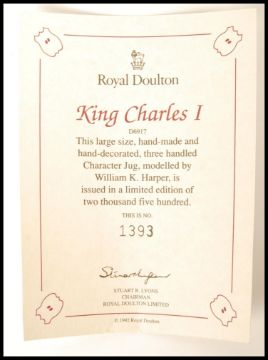 Royal Doulton
King Charles I
D6917
This large size, hand-made and
hand-decorated, three handled
Character Jug, modelled by
William K. Harper, is
issued in a limited edition of
two thousand five hundred.
THIS IS NO.
1393
STUART R. LYONS
CHAIRMAN
ROYAL DOULTON LIMITED
© 1992 Royal Doulton